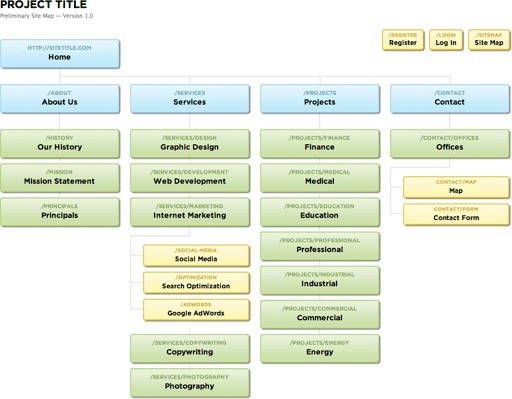 PROJECT TITLE
Preliminary Site Map — Version 1.0
/REGISTER
Register
/LOGIN
Log In
/SITEMAP
Site Map
HTTP://SITETITLE.COM
Home
/ABOUT
About Us
/SERVICES
Services
/PROJECTS
Projects
/CONTACT
Contact
/HISTORY
Our History
/SERVICES/DESIGN
Graphic Design
/PROJECTS/FINANCE
Finance
/CONTACT/OFFICES
Offices
/MISSION
Mission Statement
/SERVICES/DEVELOPMENT
Web Development
/PROJECTS/MEDICAL
Medical
CONTACT/MAP
Map
/PRINCIPALS
Principals
/SERVICES/MARKETING
Internet Marketing
/PROJECTS/EDUCATION
Education
CONTACT/FORM
Contact Form
/PROJECTS/PROFESSIONAL
Professional
/SOCIAL-MEDIA
Social Media
/PROJECTS/INDUSTRIAL
Industrial
/OPTIMIZATION
Search Optimization
/ADWORDS
Google AdWords
/PROJECTS/COMMERCIAL
Commercial
/SERVICES/COPYWRITING
Copywriting
/PROJECTS/ENERGY
Energy
/SERVICES/PHOTOGRAPHY
Photography